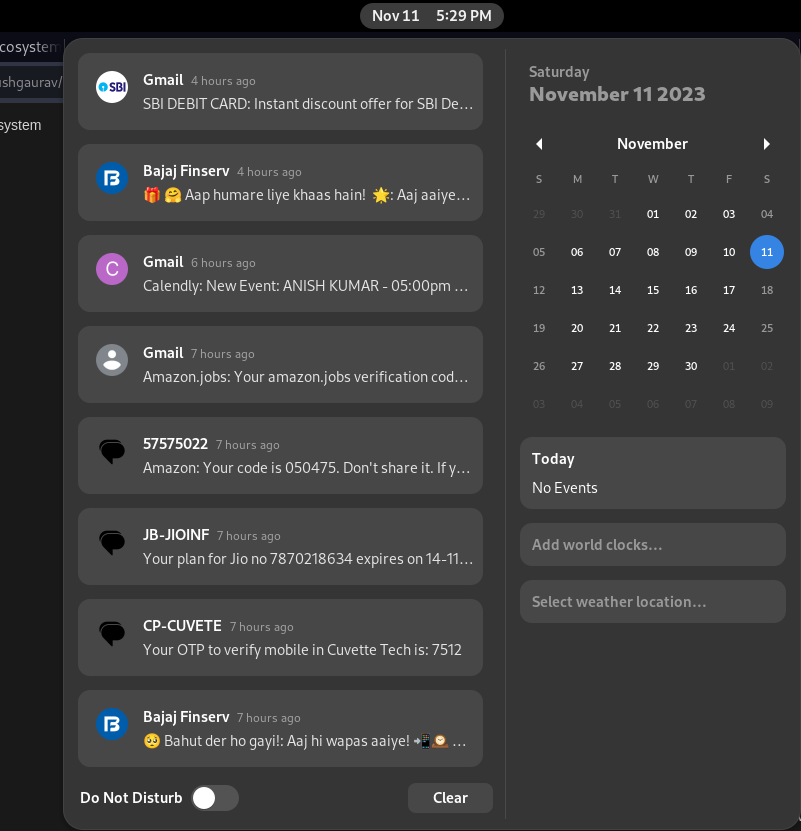 Nov 11 5:29 PM
cosystem
ushgaurav/
system
SBI
Gmail 4 hours ago
SBI DEBIT CARD: Instant discount offer for SBI De…
Bajaj Finserv 4 hours ago
🎁 🤗 Aap humare liye khaas hain! 🌟: Aaj aaiye…
C
Gmail 6 hours ago
Calendly: New Event: ANISH KUMAR - 05:00pm …
Gmail 7 hours ago
Amazon.jobs: Your amazon.jobs verification cod…
57575022 7 hours ago
Amazon: Your code is 050475. Don't share it. If y…
JB-JIOINF 7 hours ago
Your plan for Jio no 7870218634 expires on 14-11…
CP-CUVETE 7 hours ago
Your OTP to verify mobile in Cuvette Tech is: 7512
Bajaj Finserv 7 hours ago
🥺 Bahut der ho gayi!: Aaj hi wapas aaiye! 📲🕰️ …
Do Not Disturb
Clear
Saturday
November 11 2023
November
S M T W T F S
29 30 31 01 02 03 04
05 06 07 08 09 10 11
12 13 14 15 16 17 18
19 20 21 22 23 24 25
26 27 28 29 30 01 02
03 04 05 06 07 08 09
Today
No Events
Add world clocks…
Select weather location…